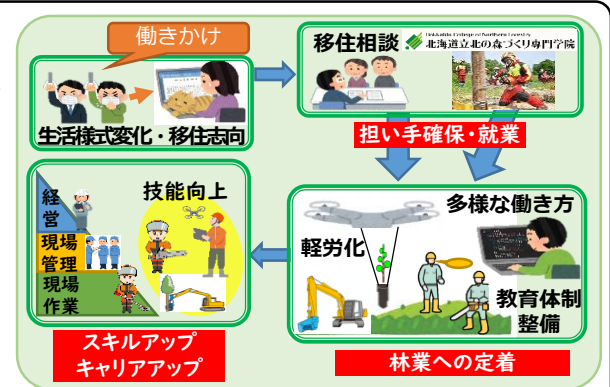 働きかけ
生活様式変化・移住志向
移住相談
Hokkaido College of Northern Forestry
北海道立北の森づくり専門学院
担い手確保・就業
多様な働き方
軽労化
教育体制
整備
林業への定着
技能向上
経
営
現場
管理
現場
作業
スキルアップ
キャリアアップ